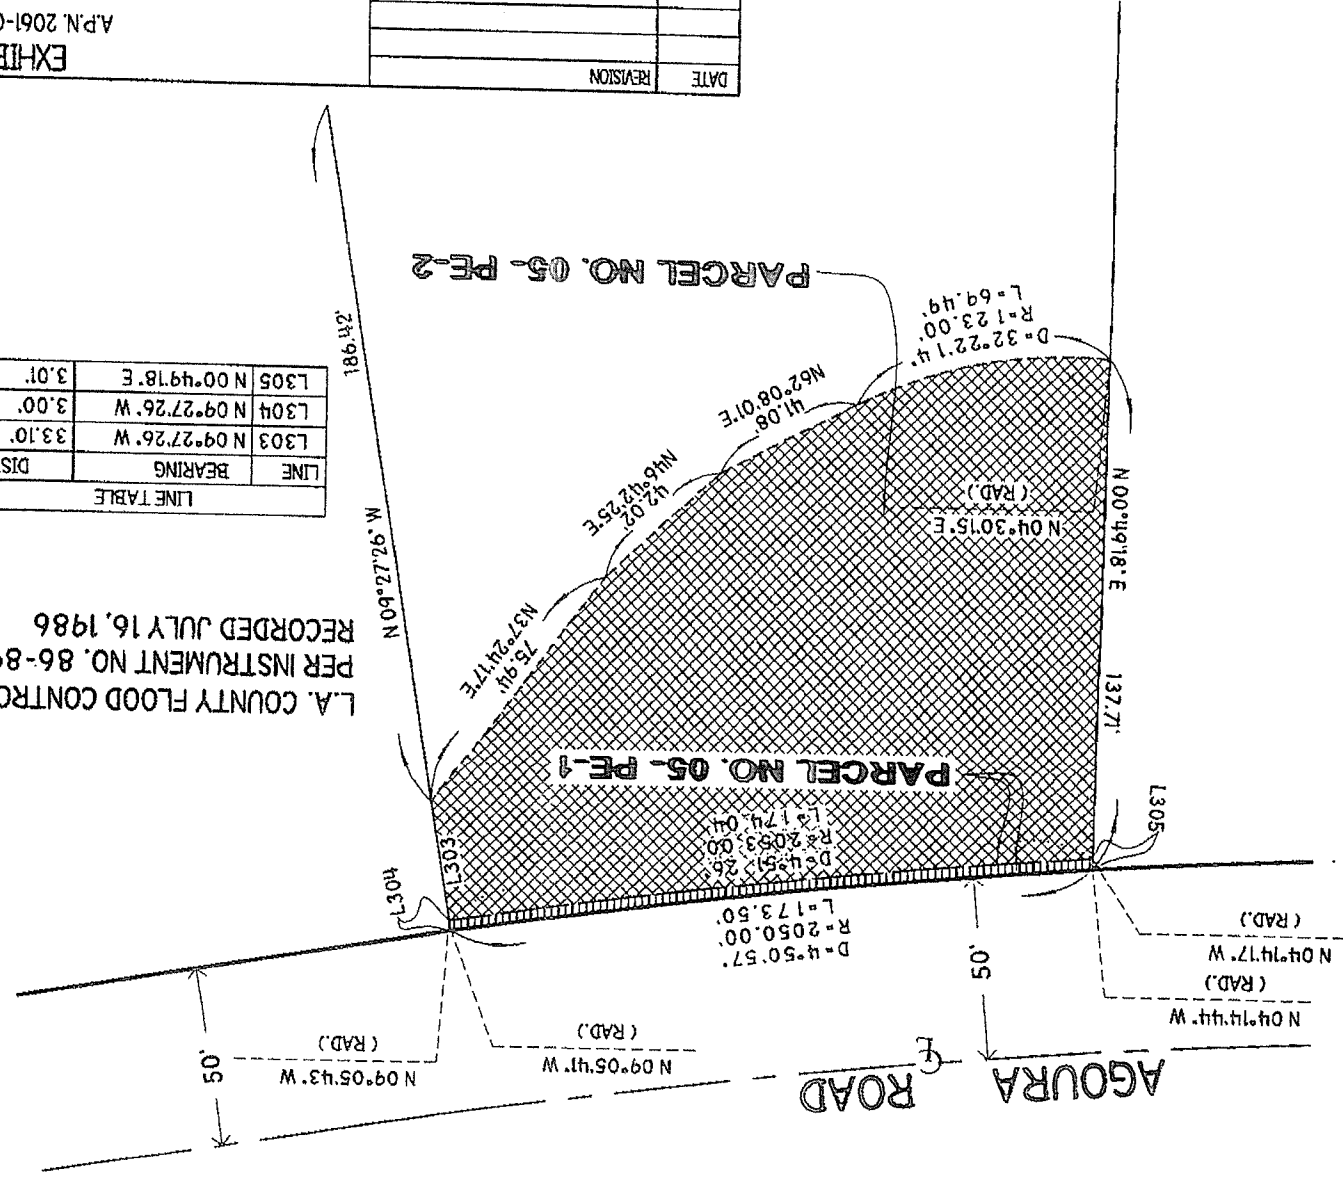 AGOURA ROAD
℄
N 04°14'44" W
( RAD. )
N 04°14'17" W
( RAD. )
N 09°05'41" W
( RAD. )
N 09°05'43" W
( RAD. )
50'
50'
D=4°50'57"
R=2050.00'
L=173.50'
D=4°51'26"
R=2053.00'
L=174.04'
L305
L304
L303
PARCEL NO. 05- PE-1
137.71'
N 00°49'18" E
N37°24'17"E
75.94'
N46°42'25"E
42.02'
N62°08'01"E
41.08'
N 04°30'15"E
( RAD. )
D=32°22'14"
R=123.00'
L=69.49'
PARCEL NO. 05- PE-2
N 09°27'26" W
186.42'
L.A. COUNTY FLOOD CONTRO
PER INSTRUMENT NO. 86-8
RECORDED JULY 16, 1986
LINE TABLE
LINE BEARING DIS
L303 N 09°27'26" W 33.10'
L304 N 09°27'26" W 3.00'
L305 N 00°49'18" E 3.01'
DATE REVISION
EXHI
A.P.N. 2061-0